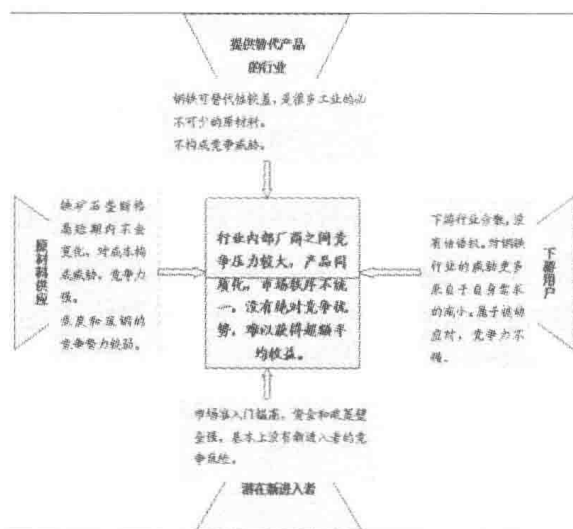 提供替代产品
的行业
钢铁可替代性较差，是很多工业的必
不可少的原材料。
不构成竞争威胁。
原材料供应
铁矿石垄断价格
高短期内不会
变化，对成本构
成威胁，竞争力
强。
焦炭和废钢的
竞争势力较弱。
行业内部厂商之间竞
争压力较大，产品同
质化，市场秩序不统
一。没有绝对竞争优
势，难以获得超额平
均收益。
下游行业分散，没
有话语权。对钢铁
行业的威胁更多
来自于自身需求
的减小。属于被动
应对，竞争力不
强。
下游用户
市场准入门槛高，资金和政策壁
垒强，基本上没有新进入者的竞
争风险。
潜在新进入者